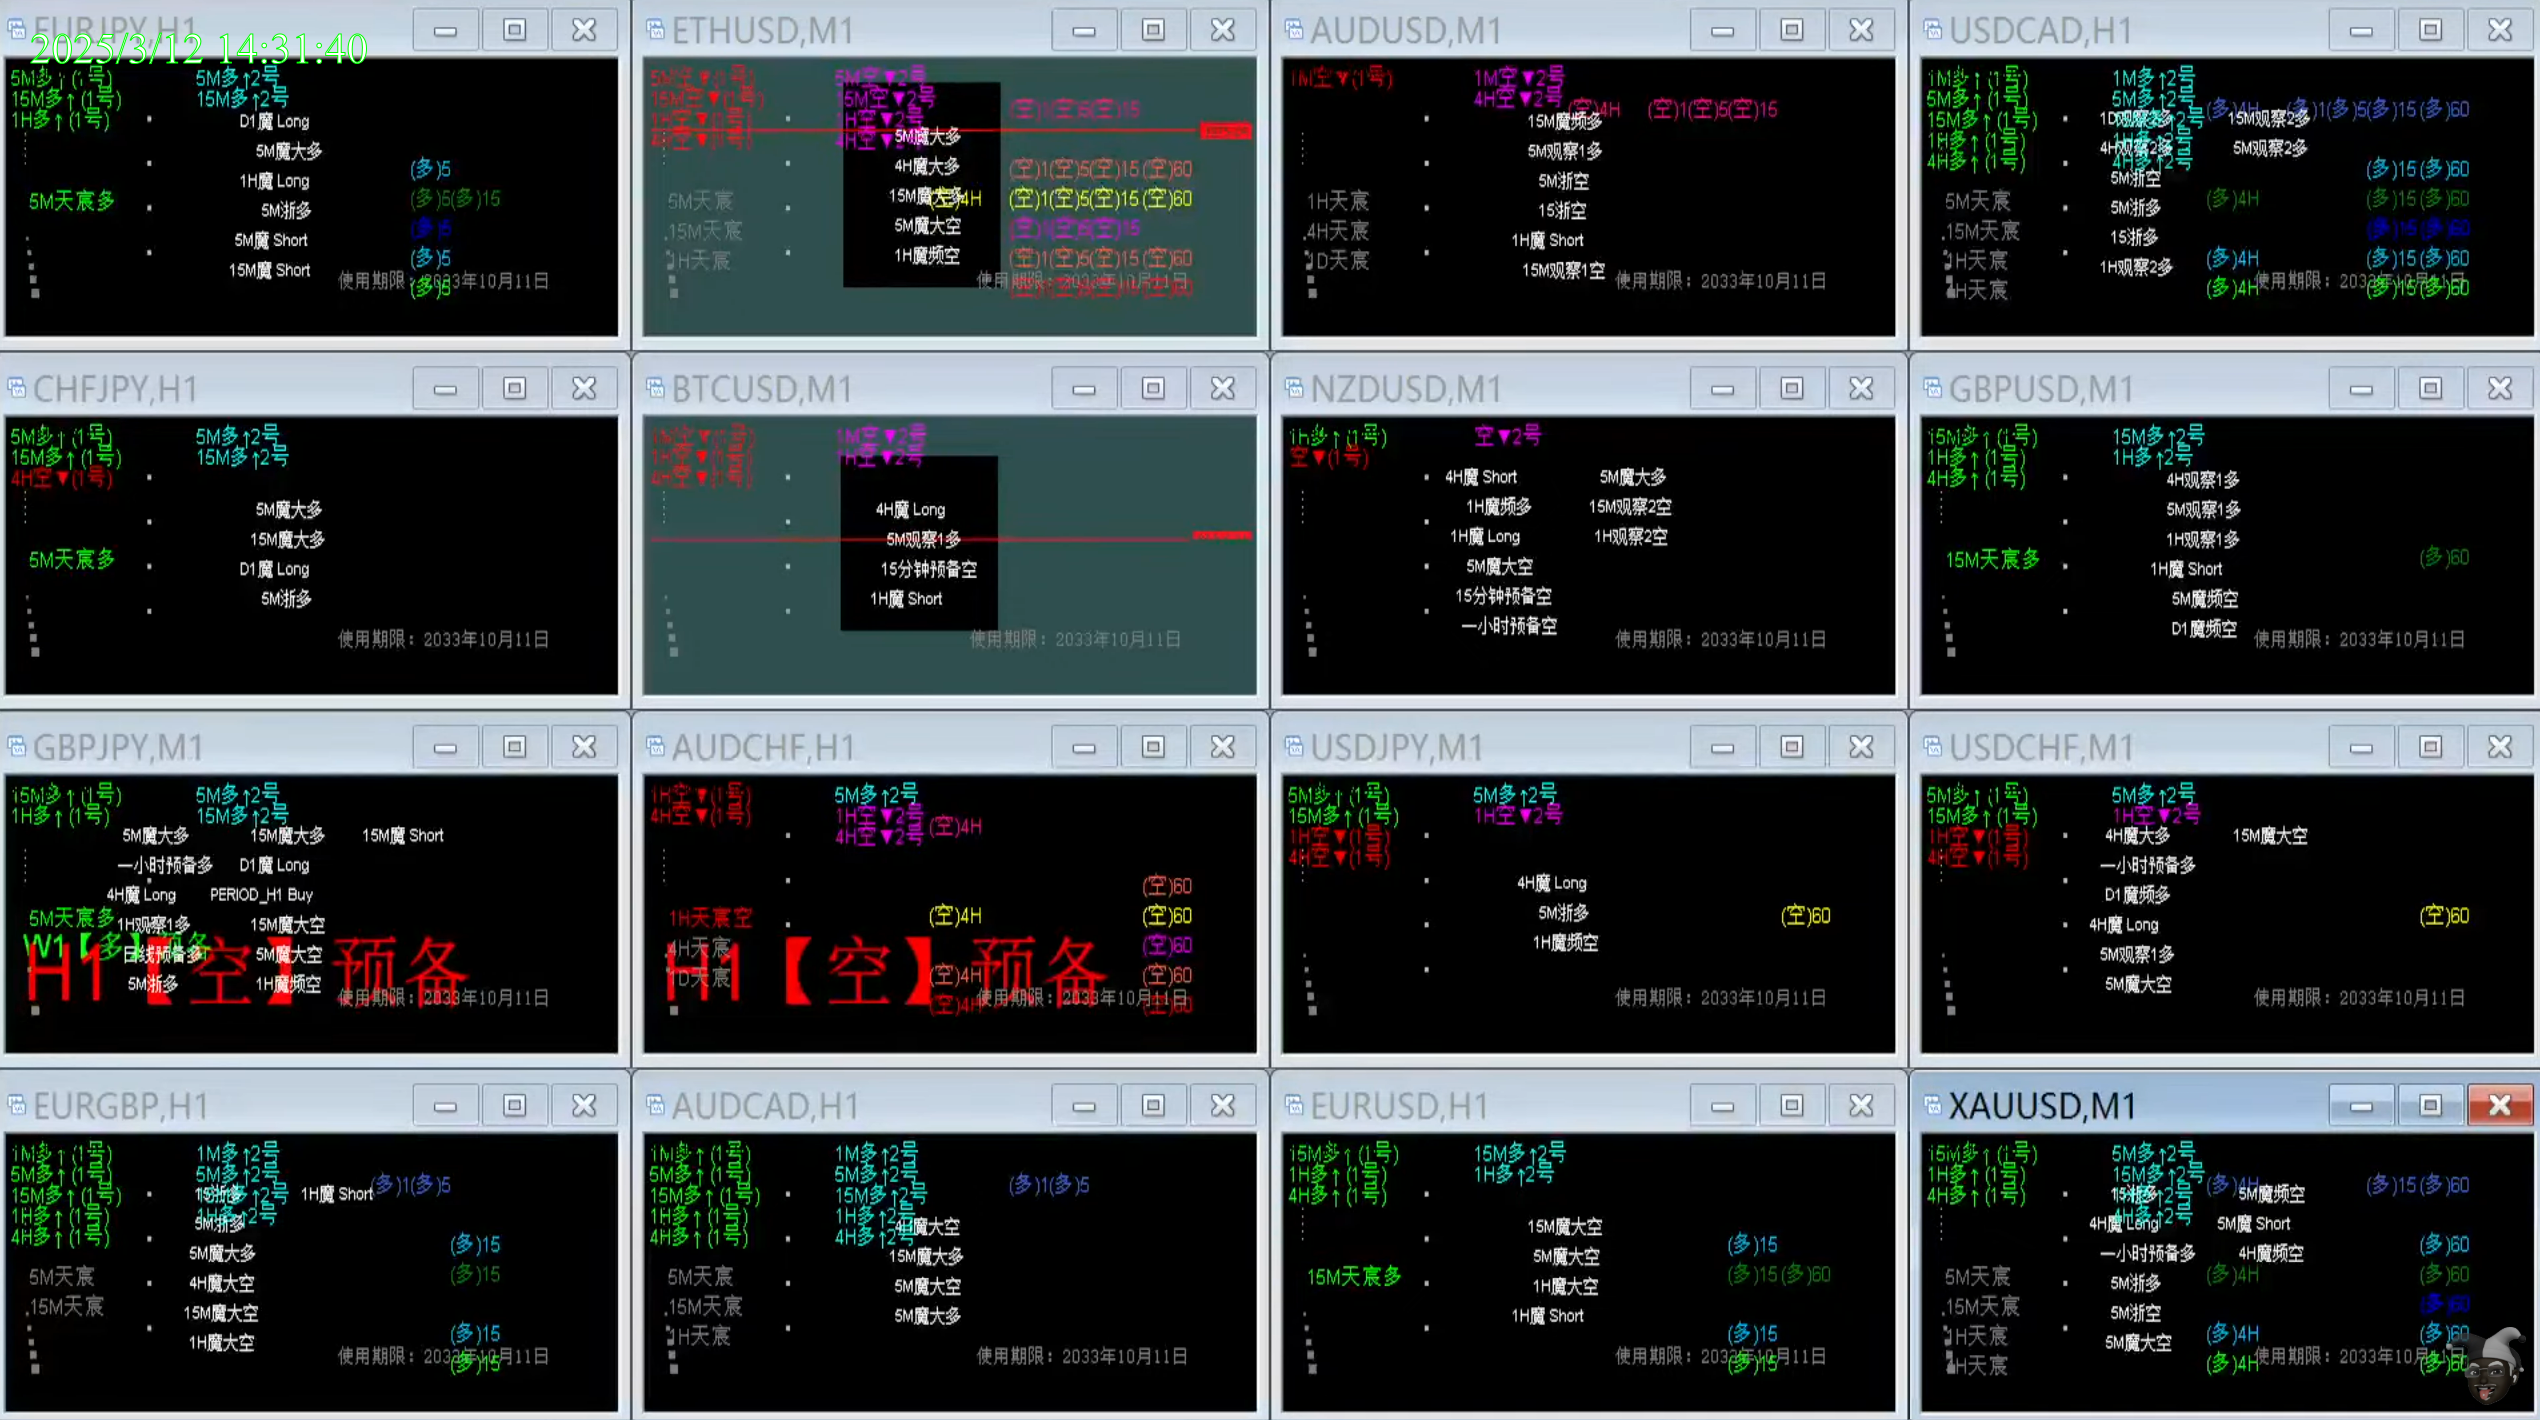 EURJPY,H1
2025/3/12 14:31:40
5M多↑(1号) 5M多↑2号
15M多↑(1号) 15M多↑2号
1H多↑(1号)
D1魔 Long
5M魔大多
(多)5
1H魔 Long
5M天宸多
(多)5(多)15
5M浙多
(多)5
5M魔 Short
(多)5
15M魔 Short
使用期限：2033年10月11日
(多)5
ETHUSD,M1
5M空▼(1号) 5M空▼2号
15M空▼(1号) 15M空▼2号
(空)1(空)5(空)15
1H空▼(1号) 1H空▼2号
4H空▼(1号) 4H空▼2号
5M魔大多
4H魔大多
(空)1(空)5(空)15(空)60
15M魔大多
(空)4H (空)1(空)5(空)15(空)60
5M天宸
5M魔大空
(空)1(空)5(空)15
.15M天宸
1H魔频空
(空)1(空)5(空)15(空)60
1H天宸
AUDUSD,M1
1M空▼(1号) 1M空▼2号
4H空▼2号
(空)4H (空)1(空)5(空)15
15M魔频多
5M观察1多
5M浙空
1H天宸
15浙空
.4H天宸
1H魔 Short
1D天宸
15M观察1空
使用期限：2033年10月11日
USDCAD,H1
1M多↑(1号) 1M多↑2号
5M多↑(1号) 5M多↑2号
(多)4H (多)1(多)5(多)15(多)60
15M多↑(1号)
1D观察2多 15M观察2多
1H多↑(1号)
4H观察2多 5M观察2多
4H多↑(1号) 4H多↑2号
(多)15(多)60
5M浙空
5M天宸
(多)4H (多)15(多)60
5M浙多
.15M天宸
(多)15(多)60
15浙多
1H天宸
(多)4H (多)15(多)60
1H观察2多
4H天宸
(多)4H (多)15(多)60
CHFJPY,H1
5M多↑(1号) 5M多↑2号
15M多↑(1号) 15M多↑2号
4H空▼(1号)
5M魔大多
15M魔大多
5M天宸多
D1魔 Long
5M浙多
使用期限：2033年10月11日
BTCUSD,M1
1M空▼(1号) 1M空▼2号
1H空▼(1号) 1H空▼2号
4H空▼(1号)
4H魔 Long
5M观察1多
15分钟预备空
1H魔 Short
使用期限：2033年10月11日
NZDUSD,M1
1H多↑(1号) 空▼2号
空▼(1号)
4H魔 Short 5M魔大多
1H魔频多 15M观察2空
1H魔 Long 1H观察2空
5M魔大空
15分钟预备空
一小时预备空
使用期限：2033年10月11日
GBPUSD,M1
15M多↑(1号) 15M多↑2号
1H多↑(1号) 1H多↑2号
4H多↑(1号)
4H观察1多
5M观察1多
1H观察1多
15M天宸多 (多)60
1H魔 Short
5M魔频空
D1魔频空
使用期限：2033年10月11日
GBPJPY,M1
15M多↑(1号) 5M多↑2号
1H多↑(1号) 15M多↑2号
5M魔大多 15M魔大多 15M魔 Short
一小时预备多 D1魔 Long
4H魔 Long PERIOD_H1 Buy
5M天宸多
1H观察1多 15M魔大空
W1【多】预备
日线预备多 5M魔大空
H1【空】预备
5M浙多 1H魔频空
使用期限：2033年10月11日
AUDCHF,H1
1H空▼(1号) 5M多↑2号
4H空▼(1号) 1H空▼2号
4H空▼2号 (空)4H
(空)60
1H天宸空 (空)4H (空)60
4H天宸 (空)60
1D天宸
H1【空】预备
(空)4H (空)60
使用期限：2033年10月11日
(空)4H (空)60
USDJPY,M1
5M多↑(1号) 5M多↑2号
15M多↑(1号) 1H空▼2号
1H空▼(1号)
4H空▼(1号)
4H魔 Long
5M浙多 (空)60
1H魔频空
使用期限：2033年10月11日
USDCHF,M1
5M多↑(1号) 5M多↑2号
15M多↑(1号) 1H空▼2号
1H空▼(1号)
4H魔大多 15M魔大空
4H空▼(1号)
一小时预备多
D1魔频多
4H魔 Long (空)60
5M观察1多
5M魔大空
使用期限：2033年10月11日
EURGBP,H1
1M多↑(1号) 1M多↑2号
5M多↑(1号) 5M多↑2号
15M多↑(1号) 15M多↑2号
1H魔 Short (多)1(多)5
1H多↑(1号) 1H多↑2号
5M浙多
4H多↑(1号)
5M魔大多 (多)15
5M天宸
4H魔大空 (多)15
.15M天宸
15M魔大空
1H魔大空 (多)15
使用期限：2033年10月11日
(多)15
AUDCAD,H1
1M多↑(1号) 1M多↑2号
5M多↑(1号) 5M多↑2号
15M多↑(1号) 15M多↑2号
(多)1(多)5
1H多↑(1号) 1H多↑2号
4H多↑(1号) 4H多↑2号
4H魔大空
15M魔大多
5M天宸
5M魔大空
.15M天宸
5M魔大多
1H天宸
使用期限：2033年10月11日
EURUSD,H1
15M多↑(1号) 15M多↑2号
1H多↑(1号) 1H多↑2号
4H多↑(1号)
15M魔大空
5M魔大空 (多)15
15M天宸多 (多)15(多)60
1H魔大空
1H魔 Short
(多)15
使用期限：2033年10月11日
(多)15
XAUUSD,M1
15M多↑(1号) 5M多↑2号
1H多↑(1号) 15M多↑2号
4H多↑(1号)
(多)4H (多)15(多)60
15浙多 5M魔频空
4H多↑2号
4H魔 Long 5M魔 Short
一小时预备多 4H魔频空 (多)60
5M天宸
5M浙多 (多)4H (多)60
.15M天宸
5M浙空 (多)60
1H天宸
5M魔大空 (多)4H (多)60
使用期限：2033年10月11日
4H天宸
(多)4H (多)60